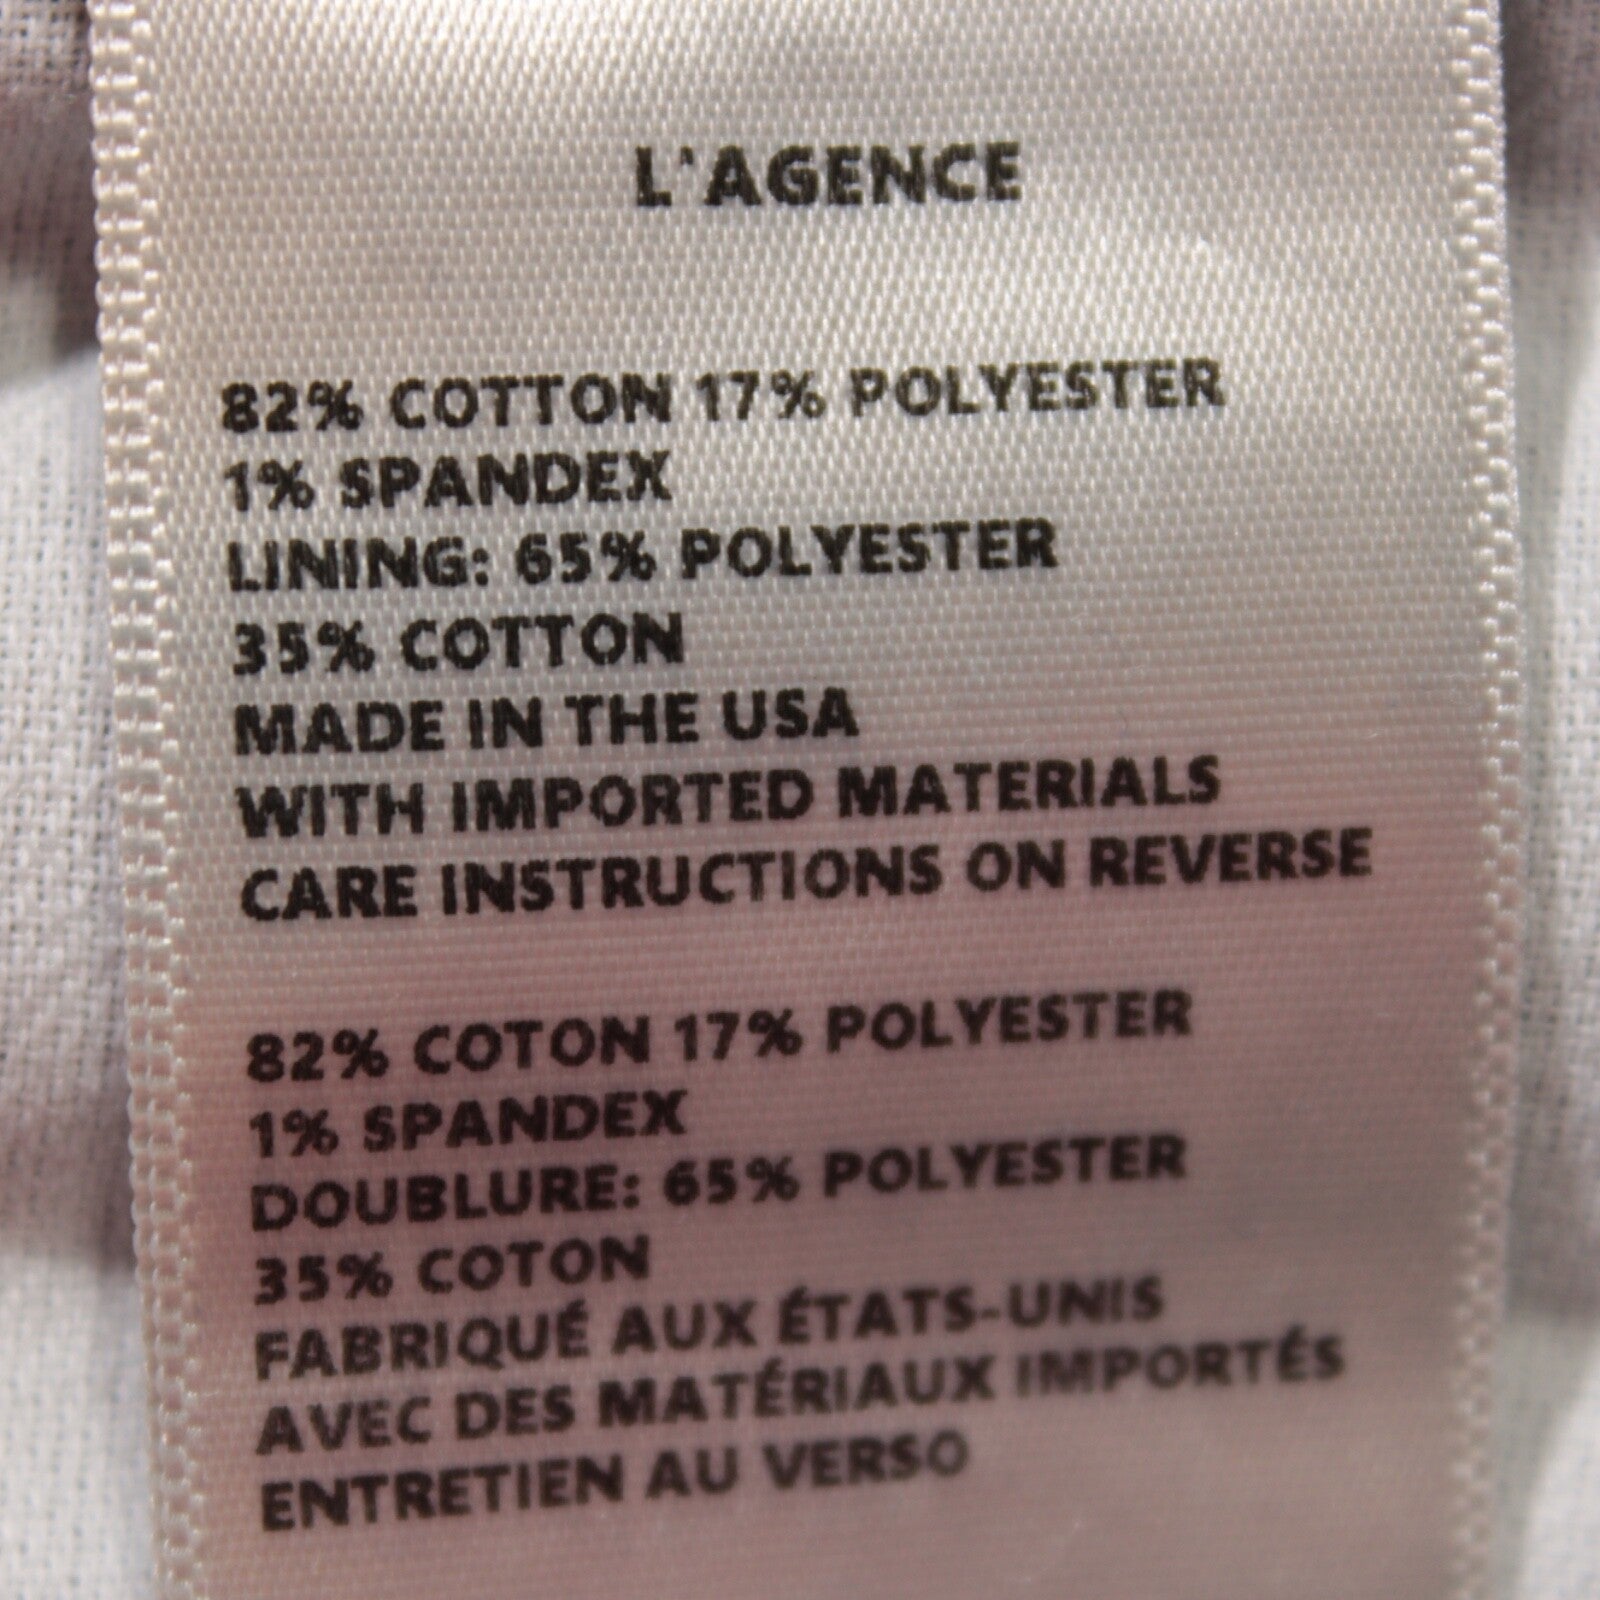 L'AGENCE
82% COTTON 17% POLYESTER
1% SPANDEX
LINING: 65% POLYESTER
35% COTTON
MADE IN THE USA
WITH IMPORTED MATERIALS
CARE INSTRUCTIONS ON REVERSE
82% COTON 17% POLYESTER
1% SPANDEX
DOUBLURE: 65% POLYESTER
35% COTON
FABRIQUÉ AUX ÉTATS-UNIS
AVEC DES MATÉRIAUX IMPORTÉS
ENTRETIEN AU VERSO